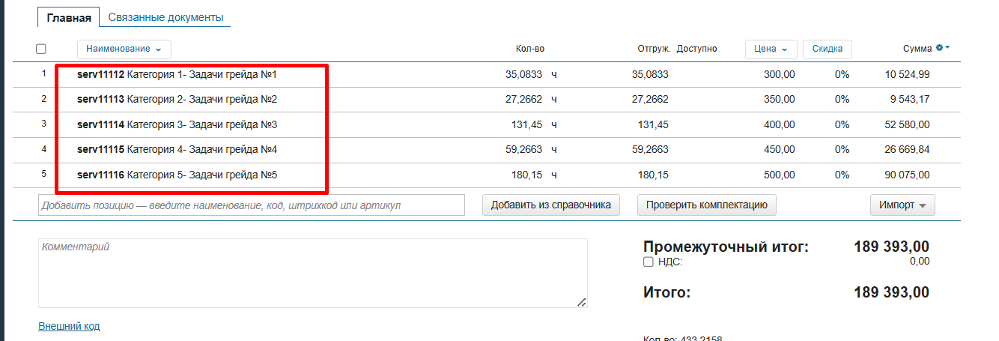 Главная Связанные документы
Наименование Кол-во Отгруж. Доступно Цена Скидка Сумма
1 serv11112 Категория 1- Задачи грейда №1 35,0833 ч 35,0833 300,00 0% 10 524,99
2 serv11113 Категория 2- Задачи грейда №2 27,2662 ч 27,2662 350,00 0% 9 543,17
3 serv11114 Категория 3- Задачи грейда №3 131,45 ч 131,45 400,00 0% 52 580,00
4 serv11115 Категория 4- Задачи грейда №4 59,2663 ч 59,2663 450,00 0% 26 669,84
5 serv11116 Категория 5- Задачи грейда №5 180,15 ч 180,15 500,00 0% 90 075,00
Добавить позицию — введите наименование, код, штрихкод или артикул Добавить из справочника Проверить комплектацию Импорт
Комментарий
Промежуточный итог: 189 393,00
НДС: 0,00
Итого: 189 393,00
Внешний код
Кол-во: 433,2158